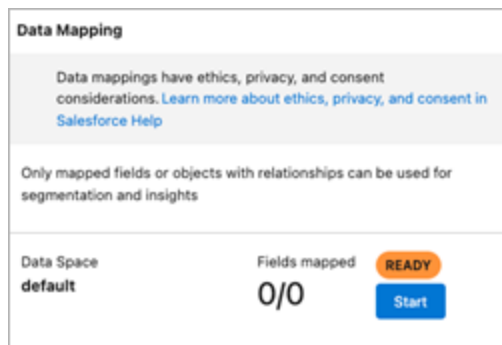 Data Mapping
Data mappings have ethics, privacy, and consent
considerations. Learn more about ethics, privacy, and consent in
Salesforce Help
Only mapped fields or objects with relationships can be used for
segmentation and insights
Data Space
default
Fields mapped
0/0
READY
Start